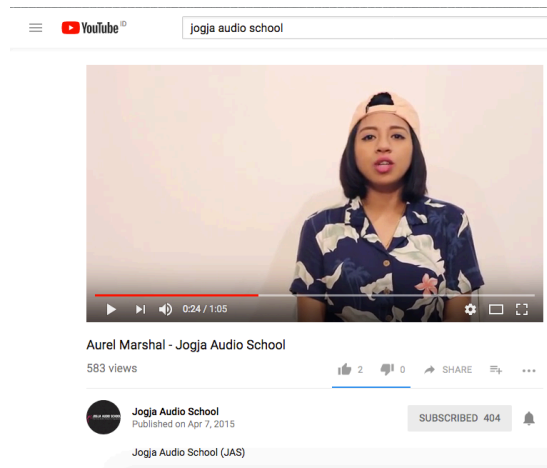 YouTube ID
jogja audio school
0:24 / 1:05
Aurel Marshal - Jogja Audio School
583 views
2
0
SHARE
Jogja Audio School
Published on Apr 7, 2015
SUBSCRIBED 404
Jogja Audio School (JAS)